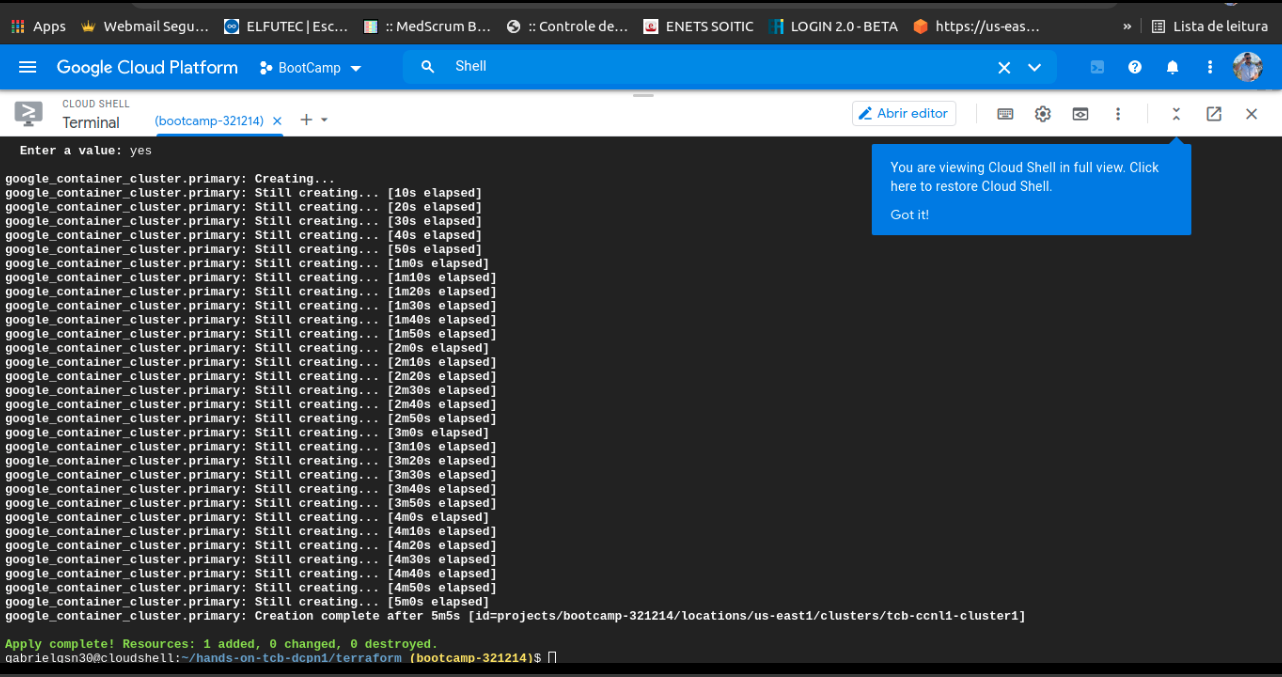 Apps Webmail Segu... ELFUTEC | Esc... :: MedScrum B... :: Controle de... ENETS SOITIC LOGIN 2.0 - BETA https://us-eas... » Lista de leitura
Google Cloud Platform BootCamp Shell
CLOUD SHELL
Terminal (bootcamp-321214) Abrir editor
Enter a value: yes
You are viewing Cloud Shell in full view. Click
here to restore Cloud Shell.
Got it!
google_container_cluster.primary: Creating...
google_container_cluster.primary: Still creating... [10s elapsed]
google_container_cluster.primary: Still creating... [20s elapsed]
google_container_cluster.primary: Still creating... [30s elapsed]
google_container_cluster.primary: Still creating... [40s elapsed]
google_container_cluster.primary: Still creating... [50s elapsed]
google_container_cluster.primary: Still creating... [1m0s elapsed]
google_container_cluster.primary: Still creating... [1m10s elapsed]
google_container_cluster.primary: Still creating... [1m20s elapsed]
google_container_cluster.primary: Still creating... [1m30s elapsed]
google_container_cluster.primary: Still creating... [1m40s elapsed]
google_container_cluster.primary: Still creating... [1m50s elapsed]
google_container_cluster.primary: Still creating... [2m0s elapsed]
google_container_cluster.primary: Still creating... [2m10s elapsed]
google_container_cluster.primary: Still creating... [2m20s elapsed]
google_container_cluster.primary: Still creating... [2m30s elapsed]
google_container_cluster.primary: Still creating... [2m40s elapsed]
google_container_cluster.primary: Still creating... [2m50s elapsed]
google_container_cluster.primary: Still creating... [3m0s elapsed]
google_container_cluster.primary: Still creating... [3m10s elapsed]
google_container_cluster.primary: Still creating... [3m20s elapsed]
google_container_cluster.primary: Still creating... [3m30s elapsed]
google_container_cluster.primary: Still creating... [3m40s elapsed]
google_container_cluster.primary: Still creating... [3m50s elapsed]
google_container_cluster.primary: Still creating... [4m0s elapsed]
google_container_cluster.primary: Still creating... [4m10s elapsed]
google_container_cluster.primary: Still creating... [4m20s elapsed]
google_container_cluster.primary: Still creating... [4m30s elapsed]
google_container_cluster.primary: Still creating... [4m40s elapsed]
google_container_cluster.primary: Still creating... [4m50s elapsed]
google_container_cluster.primary: Still creating... [5m0s elapsed]
google_container_cluster.primary: Creation complete after 5m5s [id=projects/bootcamp-321214/locations/us-east1/clusters/tcb-ccnl1-cluster1]
Apply complete! Resources: 1 added, 0 changed, 0 destroyed.
gabrielgsn30@cloudshell:~/hands-on-tcb-dcpn1/terraform (bootcamp-321214)$